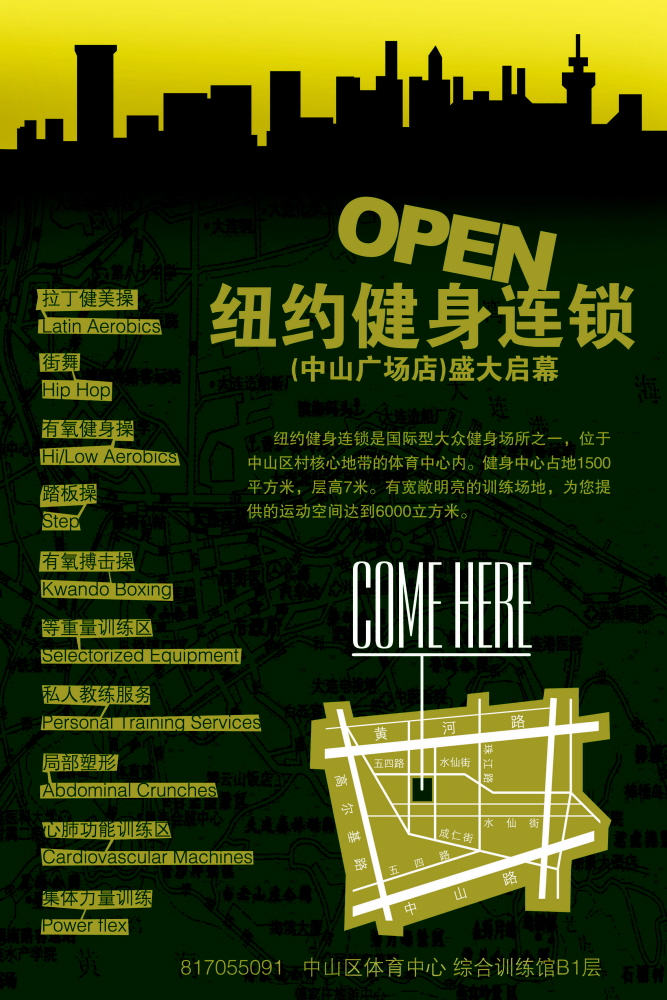 OPEN
纽约健身连锁
(中山广场店)盛大启幕
拉丁健美操
Latin Aerobics
街舞
Hip Hop
有氧健身操
Hi/Low Aerobics
踏板操
Step
有氧搏击操
Kwando Boxing
等重量训练区
Selectorized Equipment
私人教练服务
Personal Training Services
局部塑形
Abdominal Crunches
心肺功能训练区
Cardiovascular Machines
集体力量训练
Power flex
纽约健身连锁是国际型大众健身场所之一，位于
中山区村核心地带的体育中心内。健身中心占地1500
平方米，层高7米。有宽敞明亮的训练场地，为您提
供的运动空间达到6000立方米。
COME HERE
黄河路
五四路
水仙街
珠江路
高尔基路
水仙街
成仁街
五四路
中山路
817055091 中山区体育中心 综合训练馆B1层